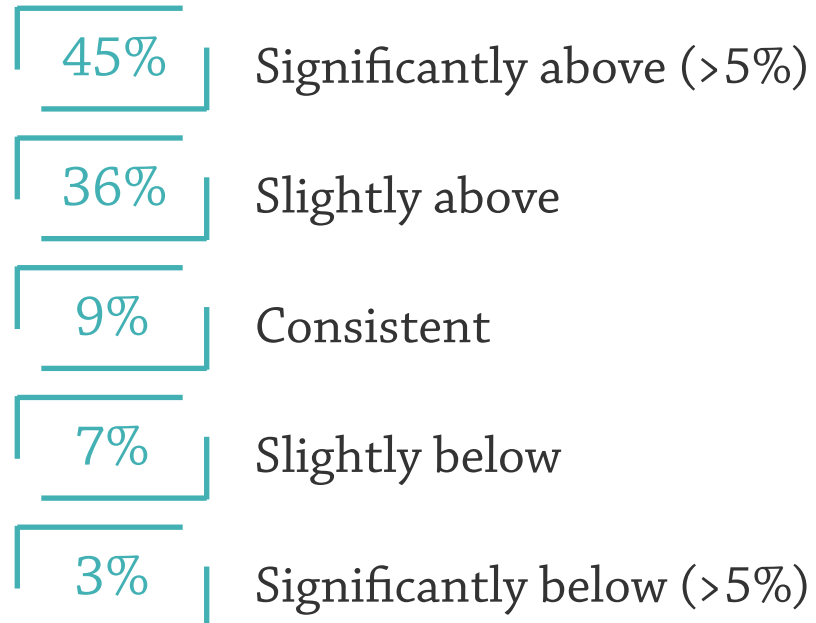 45% Significantly above (>5%)
36% Slightly above
9% Consistent
7% Slightly below
3% Significantly below (>5%)